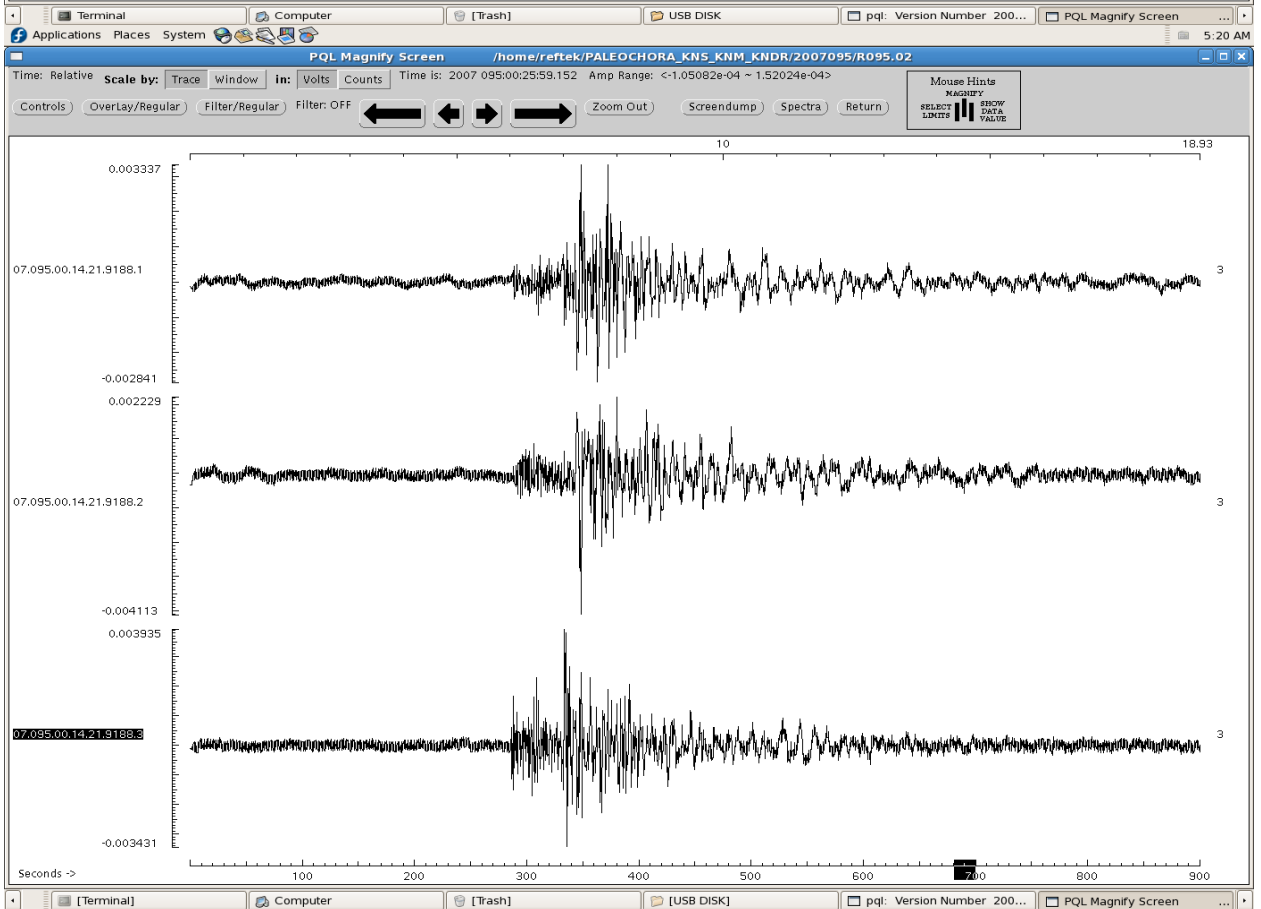 Terminal Computer [Trash] USB DISK pql: Version Number 200... PQL Magnify Screen ...
Applications Places System 5:20 AM
PQL Magnify Screen /home/reftek/PALEOCHORA_KNS_KNM_KNDR/2007095/R095.02
Time: Relative Scale by: Trace Window in: Volts Counts Time is: 2007 095:00:25:59.152 Amp Range: <-1.05082e-04 ~ 1.52024e-04>
Controls OverLay/Regular Filter/Regular Filter: OFF Zoom Out Screendump Spectra Return
Mouse Hints
MAGNIFY
SELECT LIMITS
SHOW DATA VALUE
10 18.93
0.003337
07.095.00.14.21.9188.1 3
-0.002841
0.002229
07.095.00.14.21.9188.2 3
-0.004113
0.003935
07.095.00.14.21.9188.3 3
-0.003431
Seconds -> 100 200 300 400 500 600 700 800 900
[Terminal] Computer [Trash] [USB DISK] pql: Version Number 200... PQL Magnify Screen ...